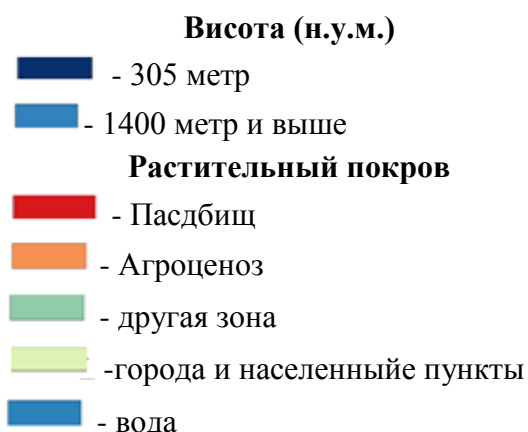 Висота (н.у.м.)
- 305 метр
- 1400 метр и выше
Растительный покров
- Пасдбищ
- Агроценоз
- другая зона
-города и населенныйе пункты
- вода